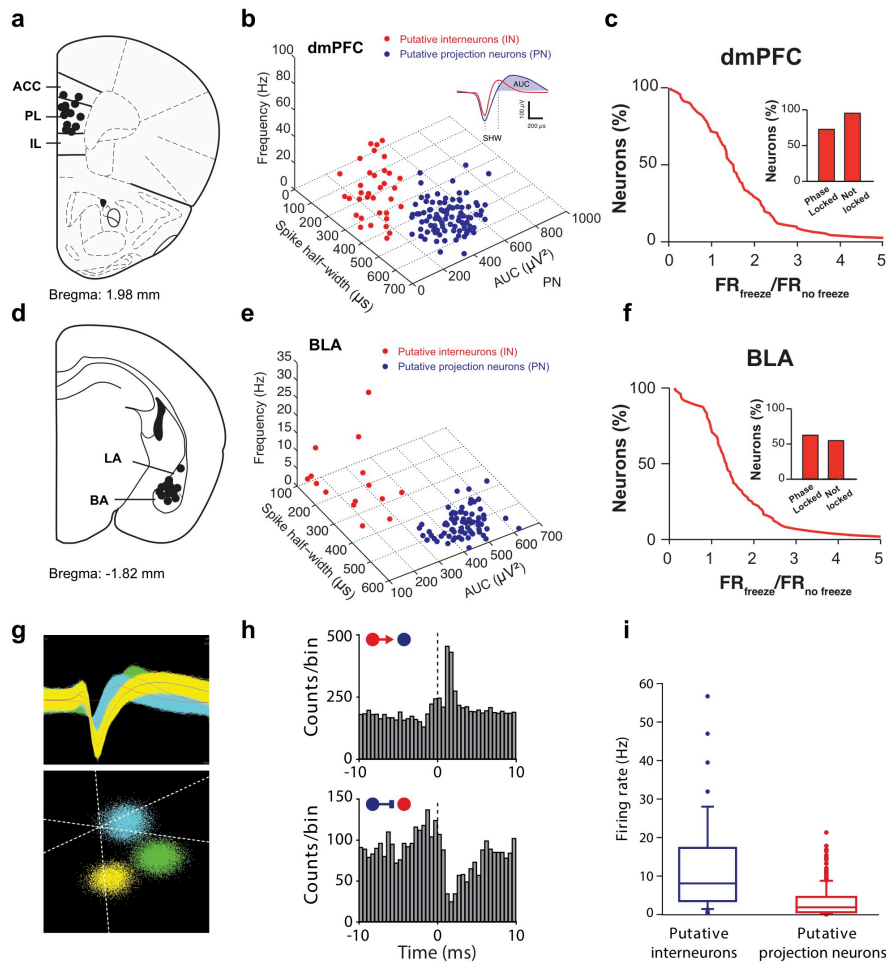 a
ACC
PL
IL
Bregma: 1.98 mm
b
dmPFC
Putative interneurons (IN)
Putative projection neurons (PN)
Frequency (Hz)
100
80
60
40
20
0
100
200
300
400
500
600
700
Spike half–width (µs)
0
200
400
600
800
1000
AUC (µV²)
PN
AUC
SHW
100 µV
200 µs
c
dmPFC
Neurons (%)
100
50
0
0 1 2 3 4 5
FRfreeze/FRno freeze
Neurons (%)
100
50
0
Phase
Locked
Not
locked
d
LA
BA
Bregma: -1.82 mm
e
BLA
Putative interneurons (IN)
Putative projection neurons (PN)
Frequency (Hz)
35
30
25
20
15
10
5
0
100
200
300
400
500
600
Spike half–width (µs)
100
200
300
400
500
600
700
AUC (µV²)
f
BLA
Neurons (%)
100
50
0
0 1 2 3 4 5
FRfreeze/FRno freeze
Neurons (%)
100
50
0
Phase
Locked
Not
locked
g
h
Counts/bin
500
250
0
-10 0 10
Counts/bin
150
100
50
0
-10 0 10
Time (ms)
i
Firing rate (Hz)
60
50
40
30
20
10
0
Putative
interneurons
Putative
projection neurons